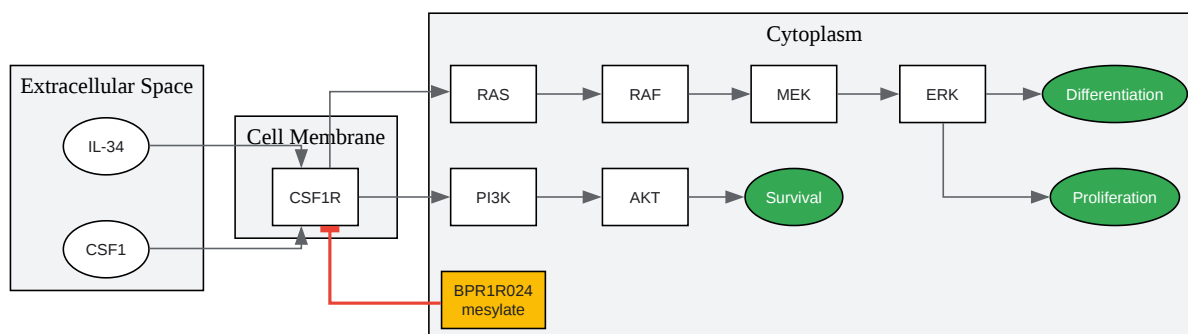 Cytoplasm
Extracellular Space
RAS
RAF
MEK
ERK
Differentiation
Cell Membrane
IL-34
CSF1R
PI3K
AKT
Survival
Proliferation
CSF1
BPR1R024
mesylate